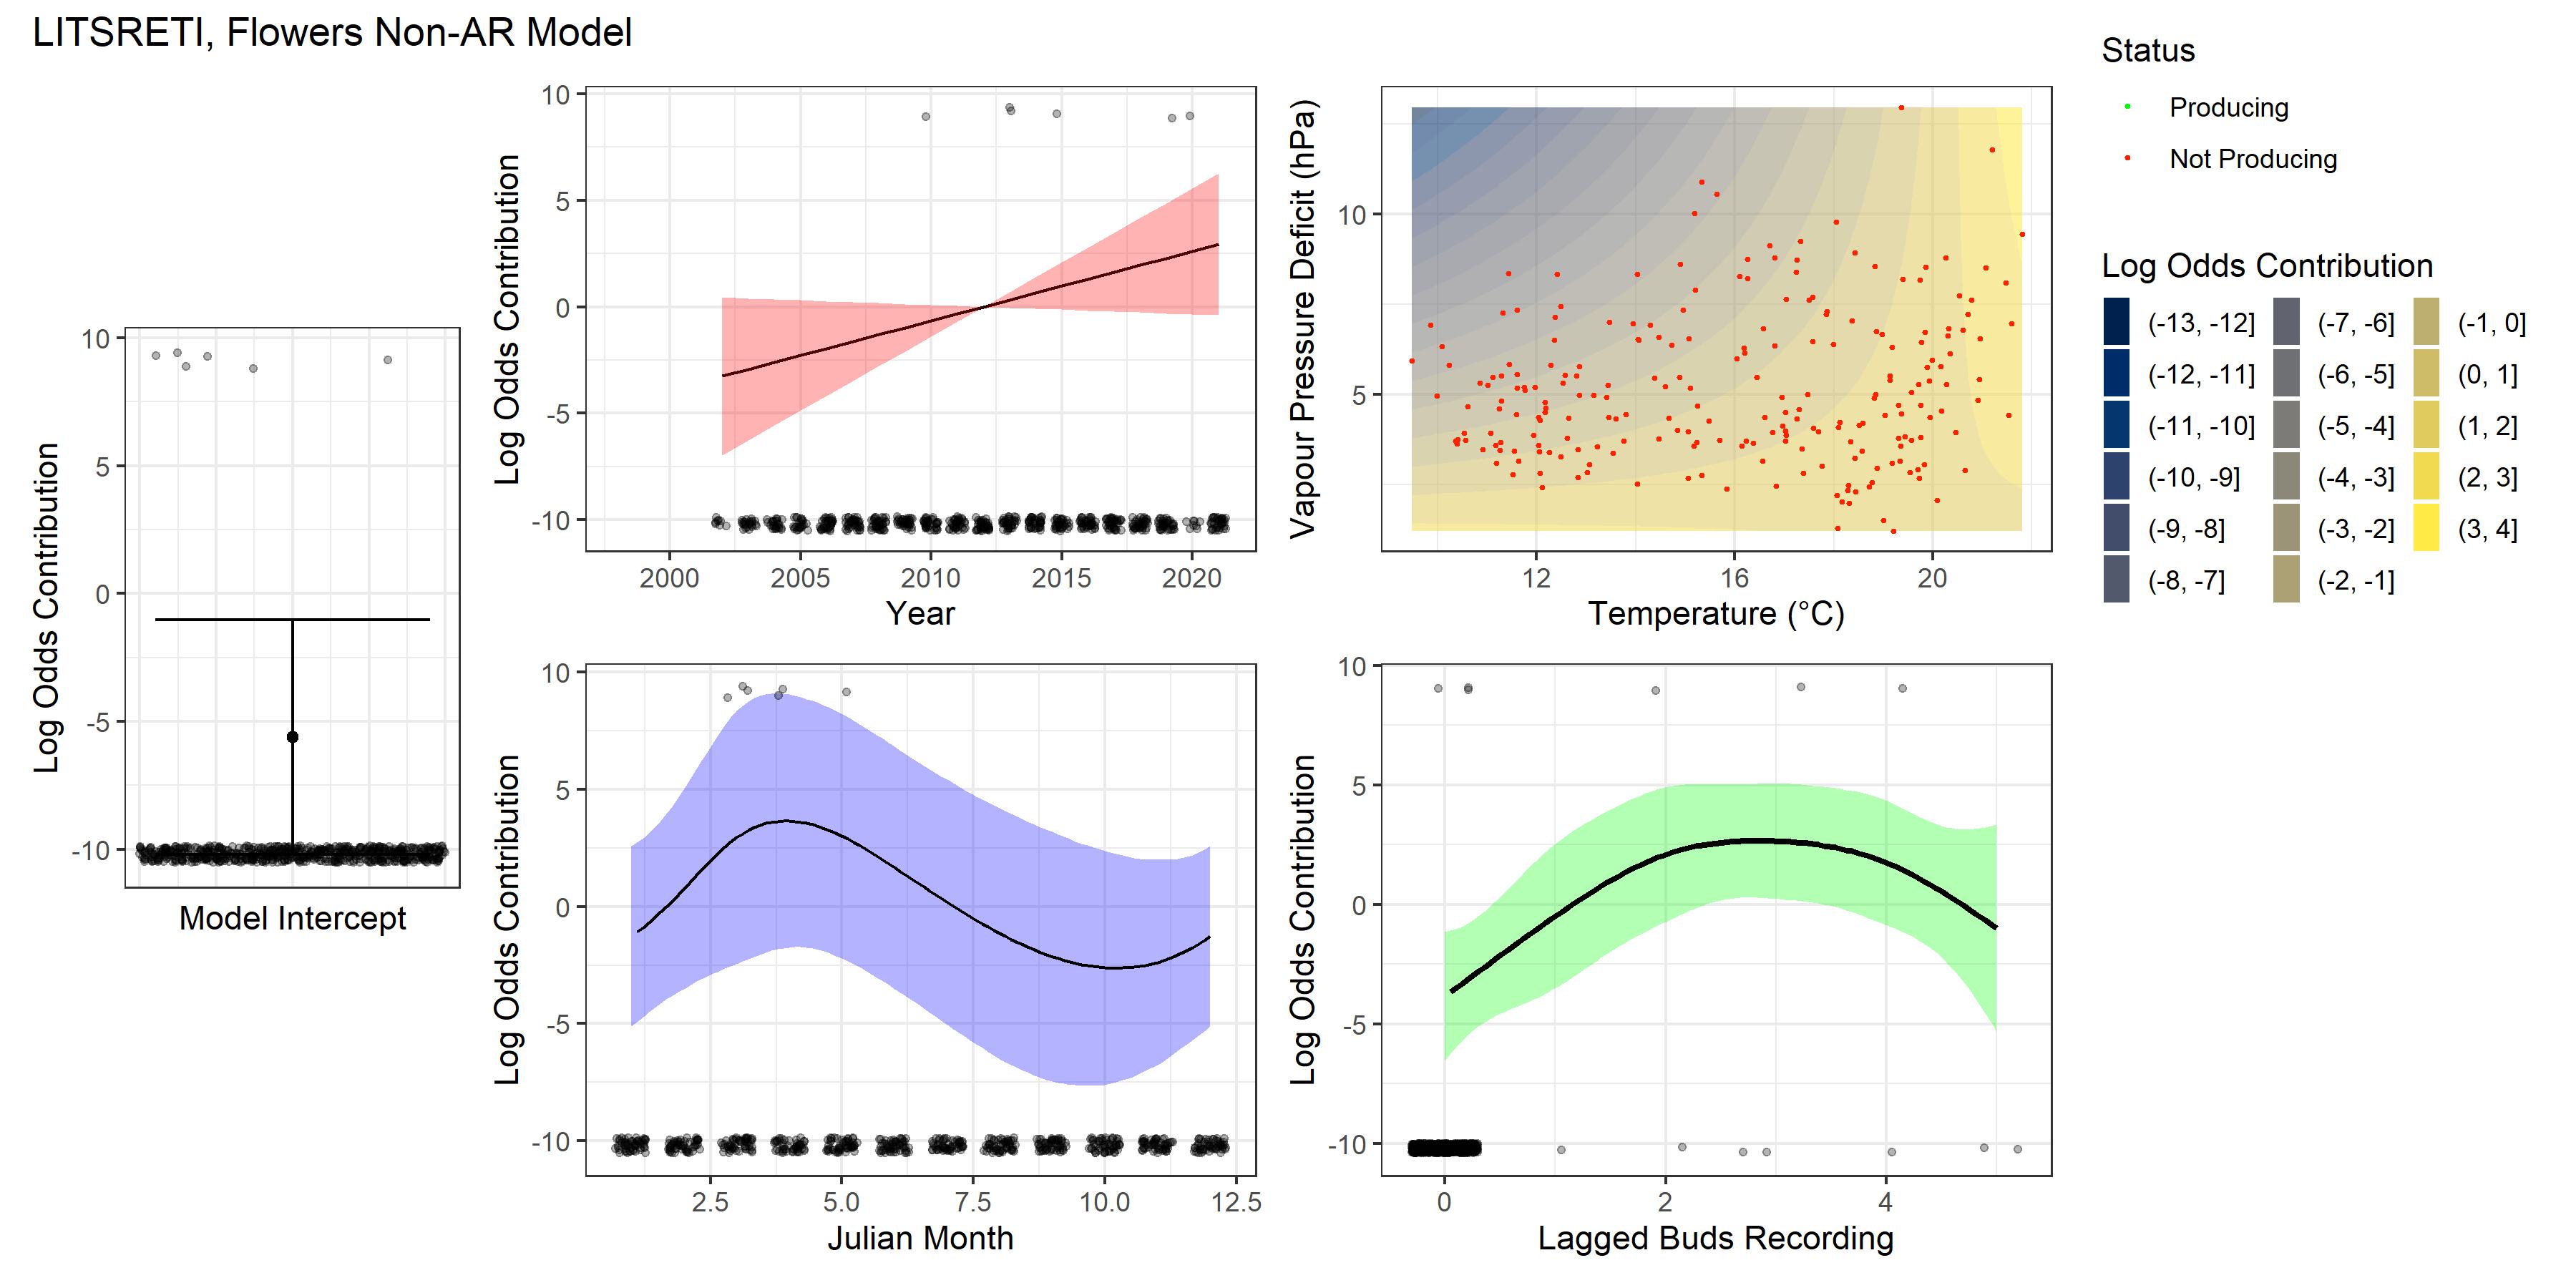 LITSRETI, Flowers Non-AR Model
Log Odds Contribution
10
5
0
-5
-10
Model Intercept
Log Odds Contribution
10
5
0
-5
-10
2000 2005 2010 2015 2020
Year
Vapour Pressure Deficit (hPa)
10
5
12 16 20
Temperature (°C)
Log Odds Contribution
10
5
0
-5
-10
2.5 5.0 7.5 10.0 12.5
Julian Month
Log Odds Contribution
10
5
0
-5
-10
0 2 4
Lagged Buds Recording
Status
Producing
Not Producing
Log Odds Contribution
(-13, -12] (-7, -6] (-1, 0]
(-12, -11] (-6, -5] (0, 1]
(-11, -10] (-5, -4] (1, 2]
(-10, -9] (-4, -3] (2, 3]
(-9, -8] (-3, -2] (3, 4]
(-8, -7] (-2, -1]